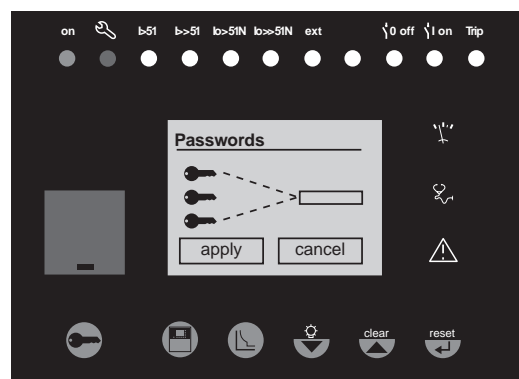 on I>51 I>>51 Io>51N Io>>51N ext 0 off I on Trip
Passwords
apply cancel
clear reset